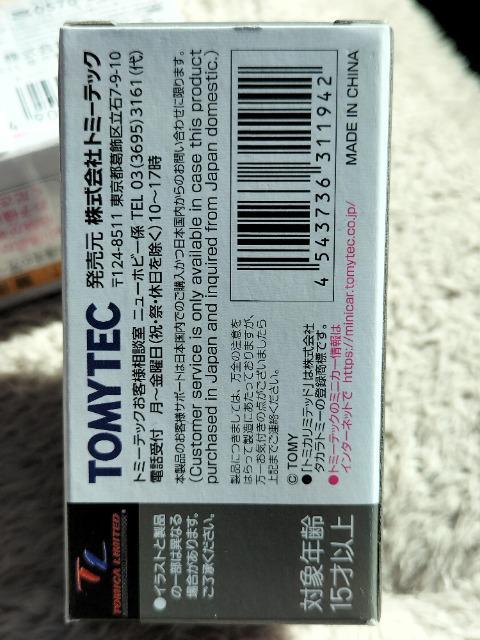 TOMYTEC 発売元 株式会社トミーテック
〒124-8511 東京都葛飾区立石7-9-10
トミーテックお客様相談室 ニューホビー係 TEL 03(3695)3161(代)
電話受付 月〜金曜日(祝・祭・休日を除く)10〜17時
本製品のお客様サポートは日本国内でのご購入かつ日本国内からのお問い合わせに限ります。
(Customer service is only available in case this product
purchased in Japan and inquired from Japan domestic.)
製品につきましては、万全の注意を
はらって製造にあたっておりますが、
万一お気付きの点がございましたら
上記までご連絡ください。
© TOMY
●「トミカリミテッド」は株式会社
タカラトミーの登録商標です。
●トミーテックのミニカー情報は
インターネットで https://minicar.tomytec.co.jp/
4 543736 311942
MADE IN CHINA
TL
TOMICA LIMITED
●イラストと製品
の一部は異なる
場合があります。
ご了承ください。
対象年齢
15才以上